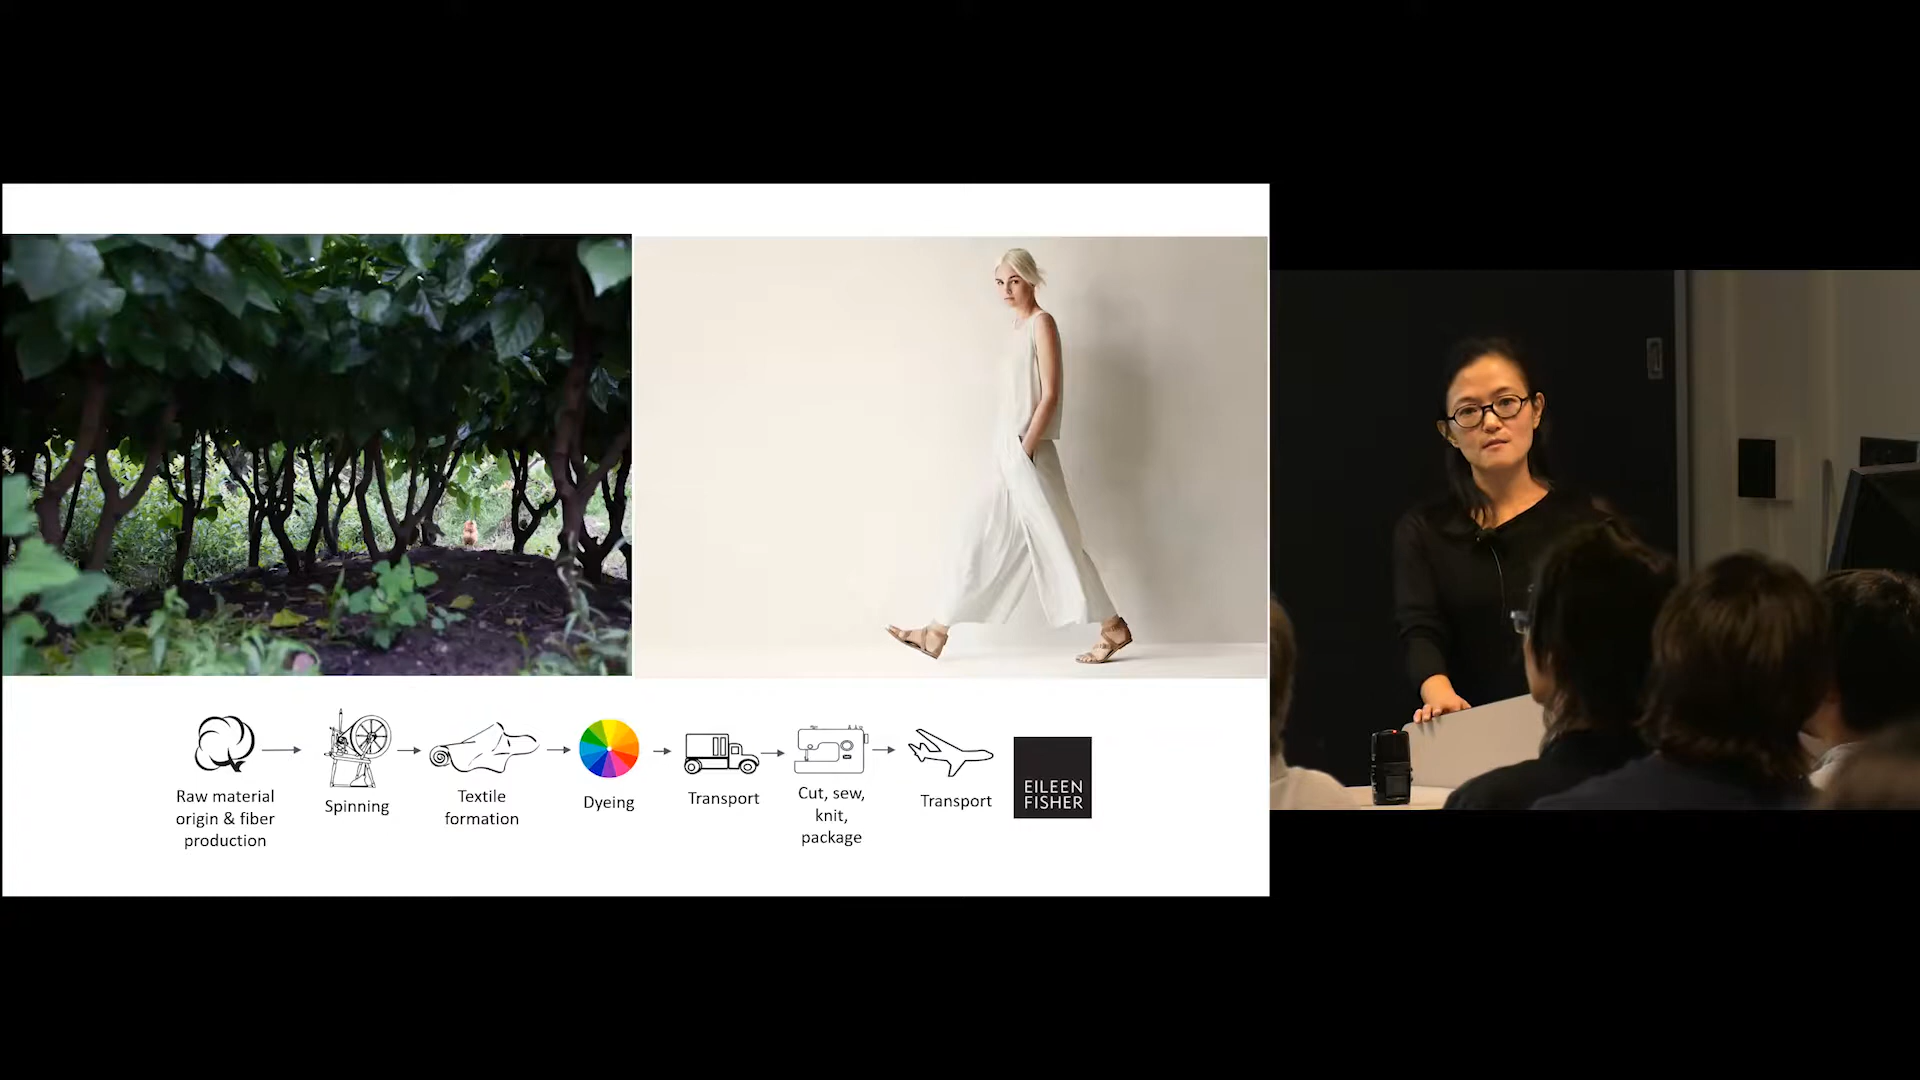 Raw material
origin & fiber
production
Spinning
Textile
formation
Dyeing
Transport
Cut, sew,
knit,
package
Transport
EILEEN
FISHER